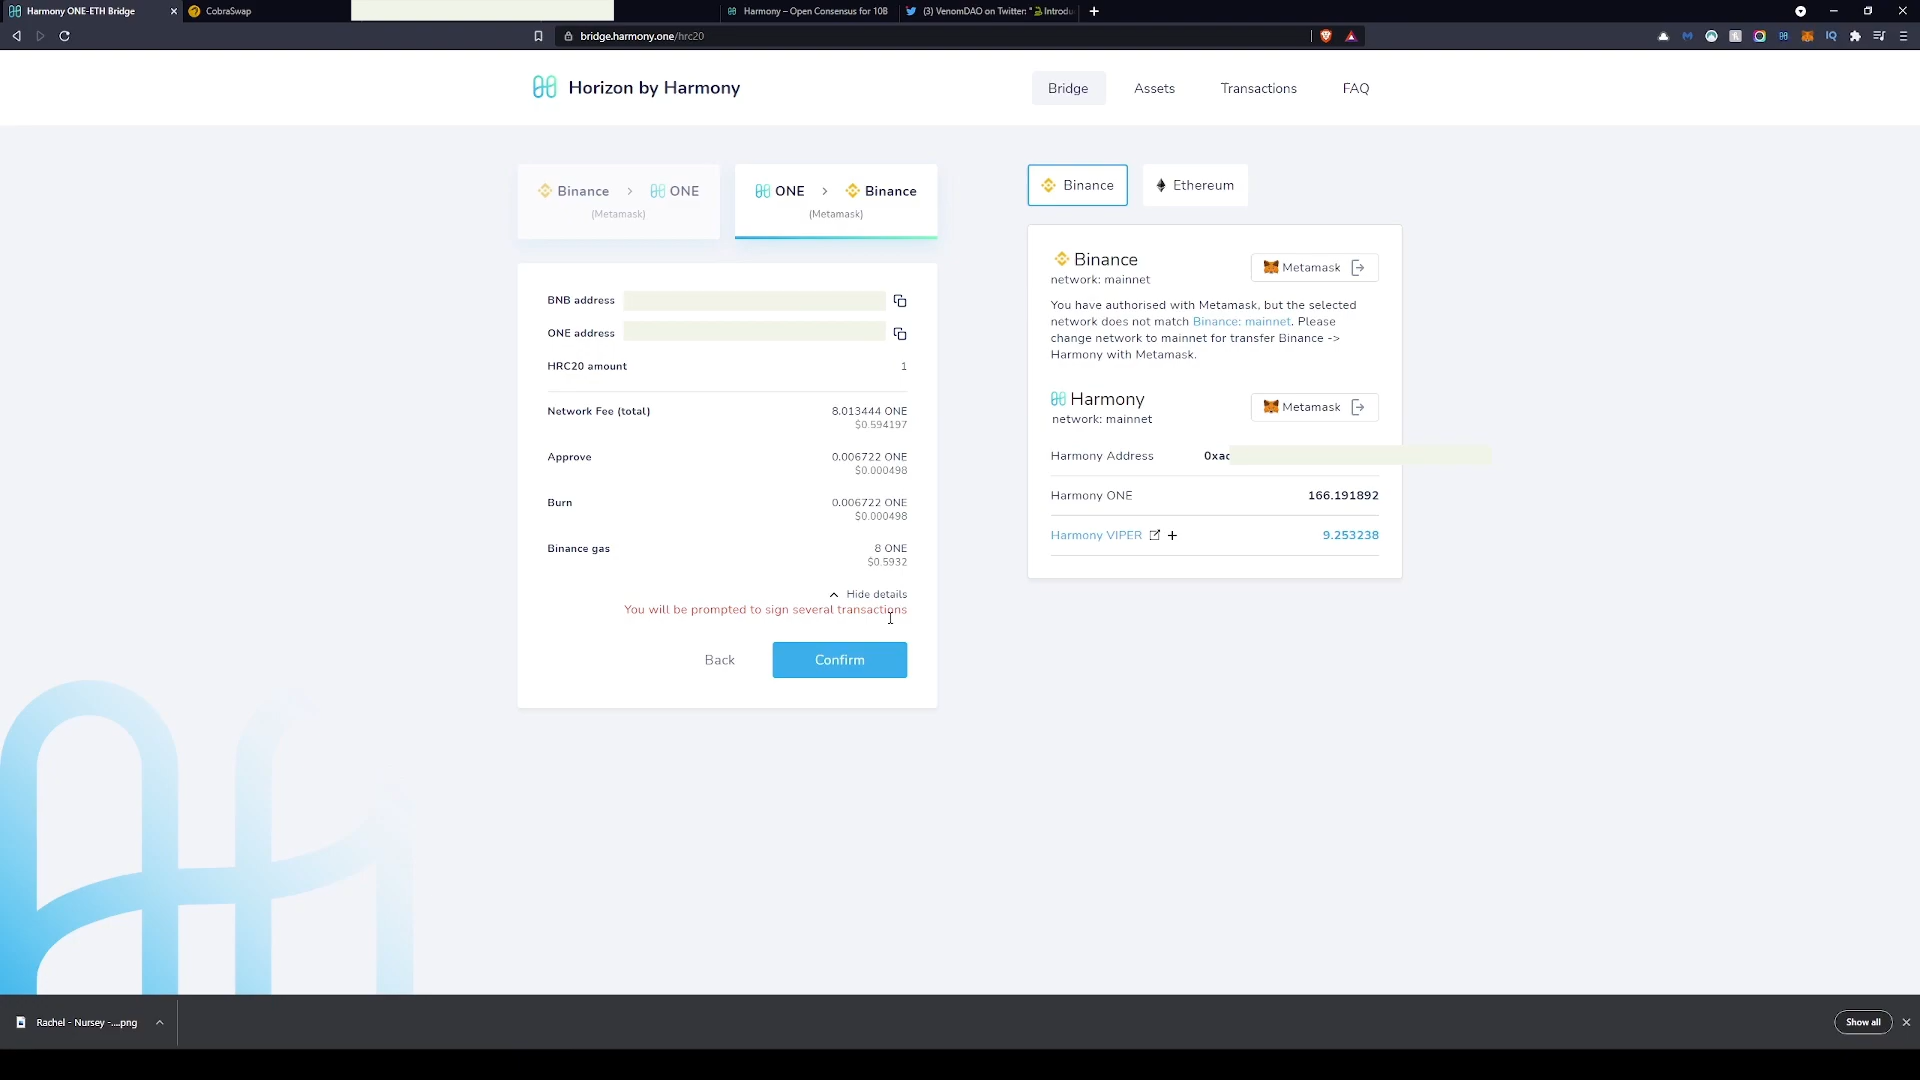 Harmony ONE-ETH Bridge
CobraSwap
Harmony – Open Consensus for 10B
(3) VenomDAO on Twitter: "
Introdu
bridge.harmony.one/hrc20
Horizon by Harmony
Bridge
Assets
Transactions
FAQ
Binance > ONE
(Metamask)
ONE > Binance
(Metamask)
Binance
Ethereum
BNB address
ONE address
HRC20 amount 1
Network Fee (total) 8.013444 ONE
$0.594197
Approve 0.006722 ONE
$0.000498
Burn 0.006722 ONE
$0.000498
Binance gas 8 ONE
$0.5932
Hide details
You will be prompted to sign several transactions
Back
Confirm
Binance
network: mainnet
Metamask
You have authorised with Metamask, but the selected
network does not match Binance: mainnet. Please
change network to mainnet for transfer Binance ->
Harmony with Metamask.
Harmony
network: mainnet
Metamask
Harmony Address 0xac
Harmony ONE 166.191892
Harmony VIPER + 9.253238
Rachel - Nursey -....png
Show all